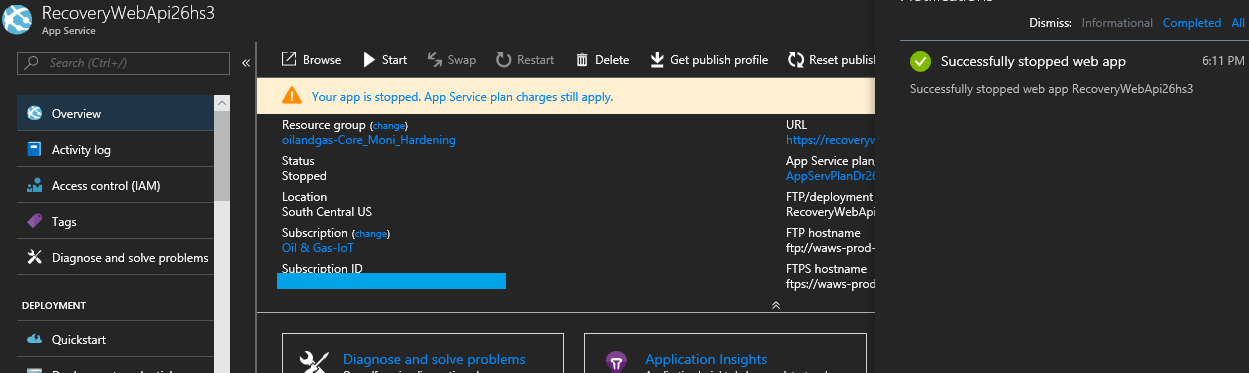 RecoveryWebApi26hs3
App Service
Search (Ctrl+/)
Overview
Activity log
Access control (IAM)
Tags
Diagnose and solve problems
DEPLOYMENT
Quickstart
Browse Start Swap Restart Delete Get publish profile Reset publish
Your app is stopped. App Service plan charges still apply.
Resource group (change)
oilandgas-Core_Moni_Hardening
Status
Stopped
Location
South Central US
Subscription (change)
Oil & Gas-IoT
Subscription ID
URL
https://recoveryw
App Service plan
AppServPlanDr26
FTP/deployment
RecoveryWebApi
FTP hostname
ftp://waws-prod-
FTPS hostname
ftps://waws-prod-
Diagnose and solve problems
Application Insights
Notifications
Dismiss: Informational Completed All
Successfully stopped web app 6:11 PM
Successfully stopped web app RecoveryWebApi26hs3